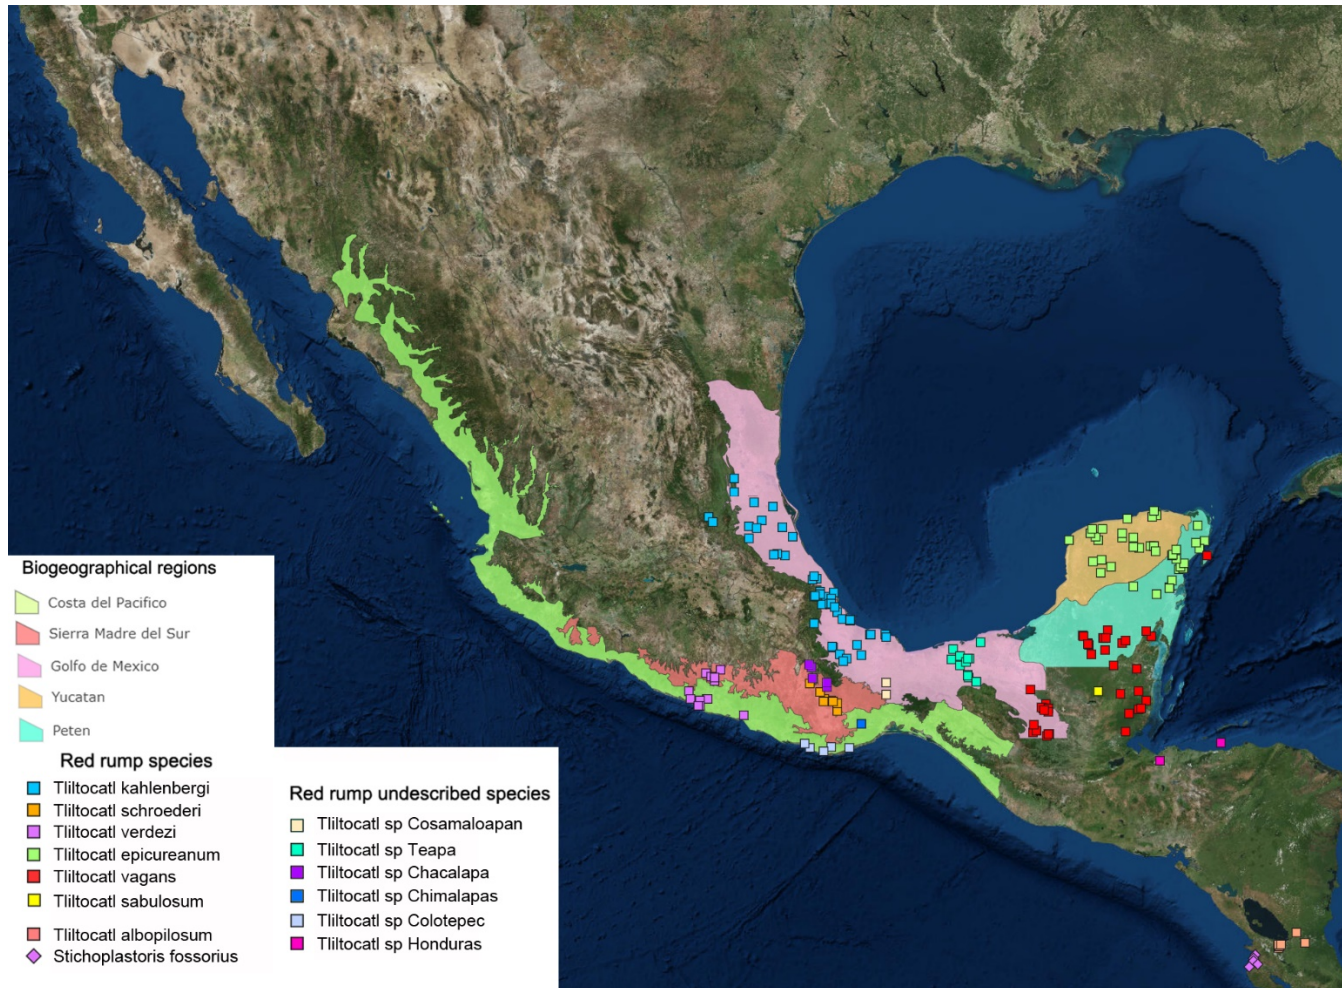 Biogeographical regions
Costa del Pacifico
Sierra Madre del Sur
Golfo de Mexico
Yucatan
Peten
Red rump species
Tliltocatl kahlenbergi
Tliltocatl schroederi
Tliltocatl verdezi
Tliltocatl epicureanum
Tliltocatl vagans
Tliltocatl sabulosum
Tliltocatl albopilosum
Stichoplastoris fossorius
Red rump undescribed species
Tliltocatl sp Cosamaloapan
Tliltocatl sp Teapa
Tliltocatl sp Chacalapa
Tliltocatl sp Chimalapas
Tliltocatl sp Colotepec
Tliltocatl sp Honduras